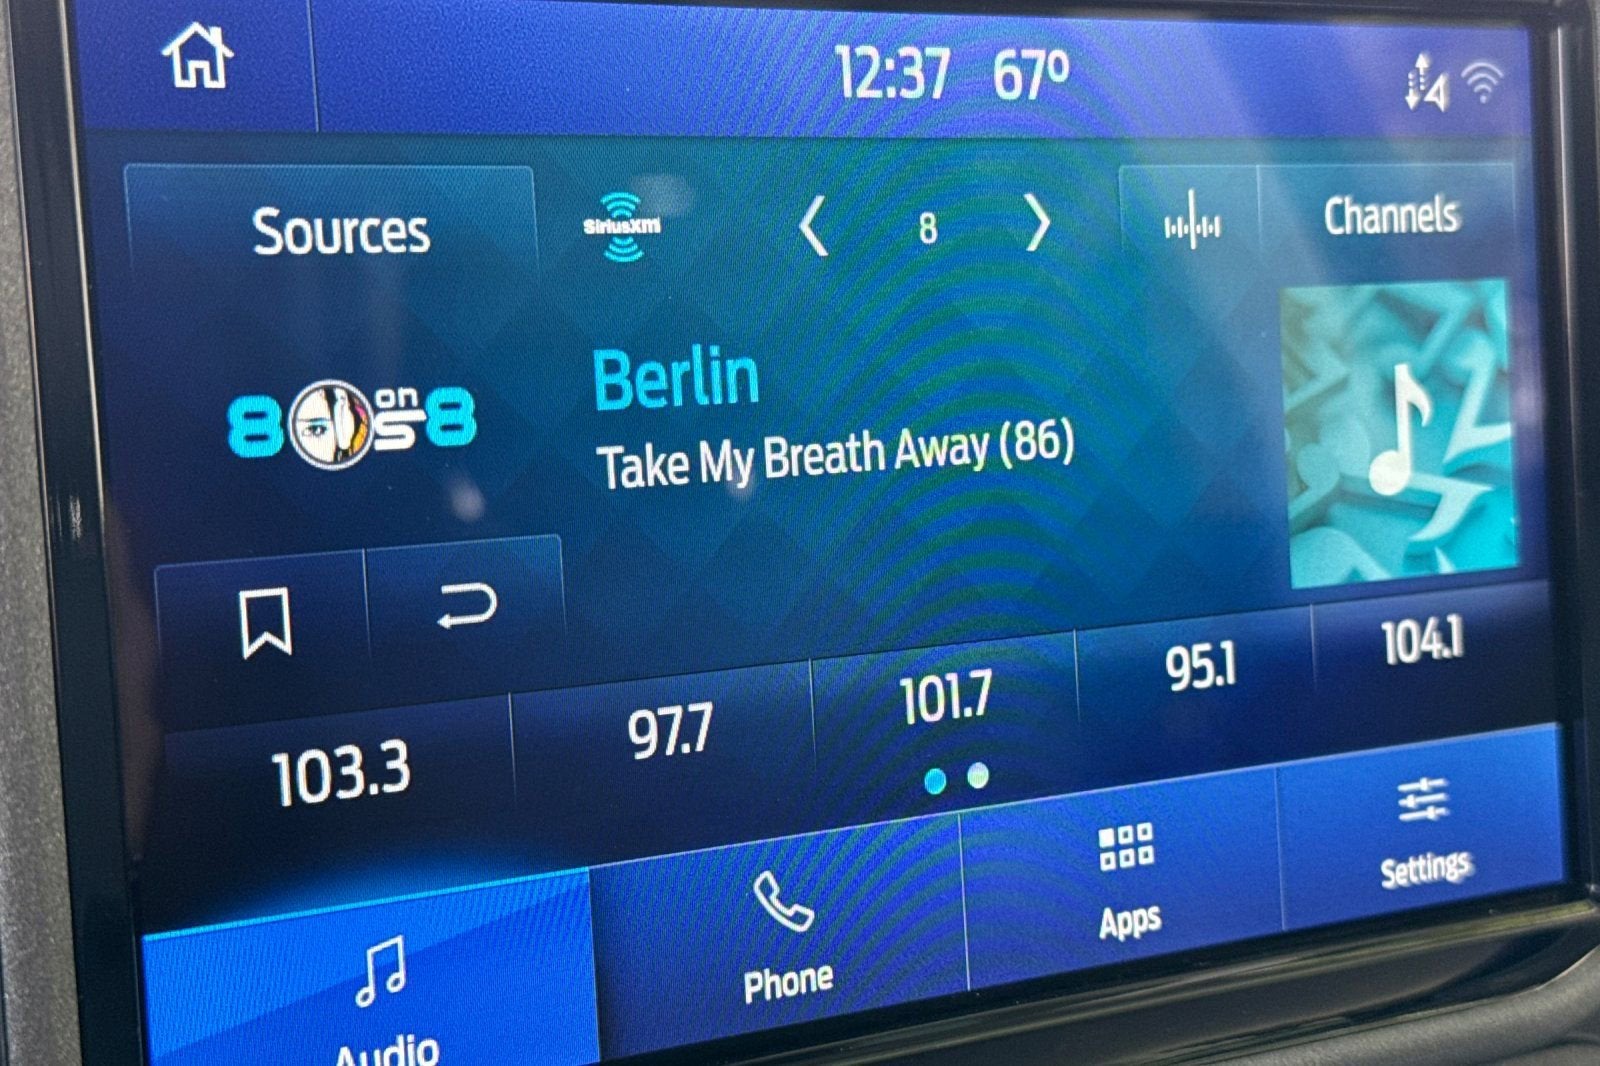 12:37 67°
Sources
SiriusXM
8
Channels
80s on 8
Berlin
Take My Breath Away (86)
103.3
97.7
101.7
95.1
104.1
Audio
Phone
Apps
Settings